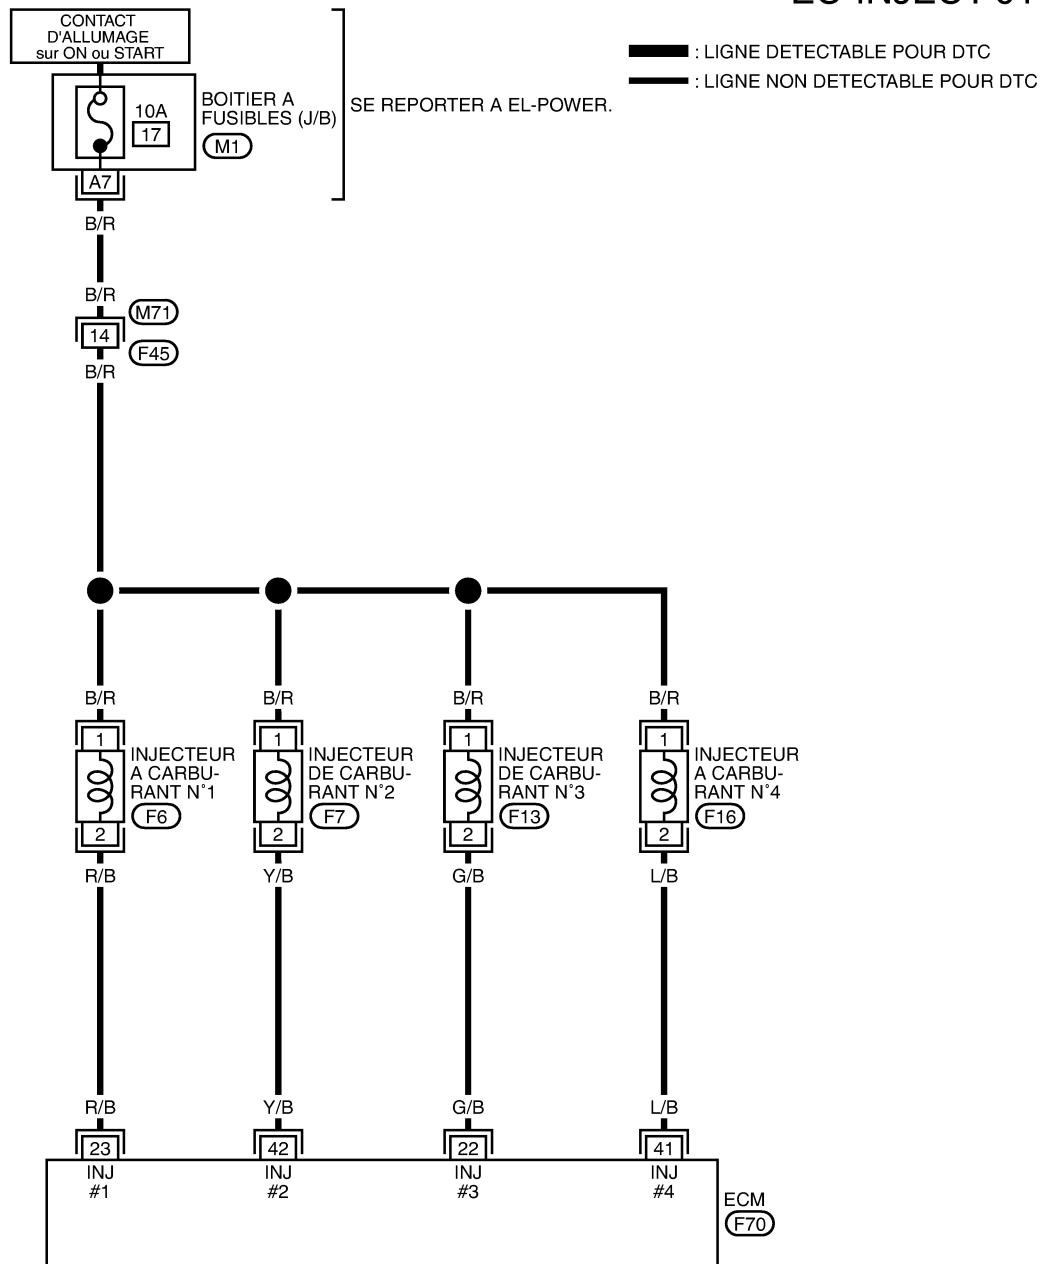 CONTACT
D'ALLUMAGE
sur ON ou START
: LIGNE DETECTABLE POUR DTC
: LIGNE NON DETECTABLE POUR DTC
10A
17
BOITIER A
FUSIBLES (J/B)
M1
SE REPORTER A EL-POWER.
A7
B/R
B/R
M71
14
F45
B/R
B/R
B/R
B/R
B/R
1
1
1
1
INJECTEUR
A CARBU-
RANT N°1
F6
INJECTEUR
DE CARBU-
RANT N°2
F7
INJECTEUR
DE CARBU-
RANT N°3
F13
INJECTEUR
A CARBU-
RANT N°4
F16
2
2
2
2
R/B
Y/B
G/B
L/B
R/B
Y/B
G/B
L/B
23
42
22
41
INJ
#1
INJ
#2
INJ
#3
INJ
#4
ECM
F70